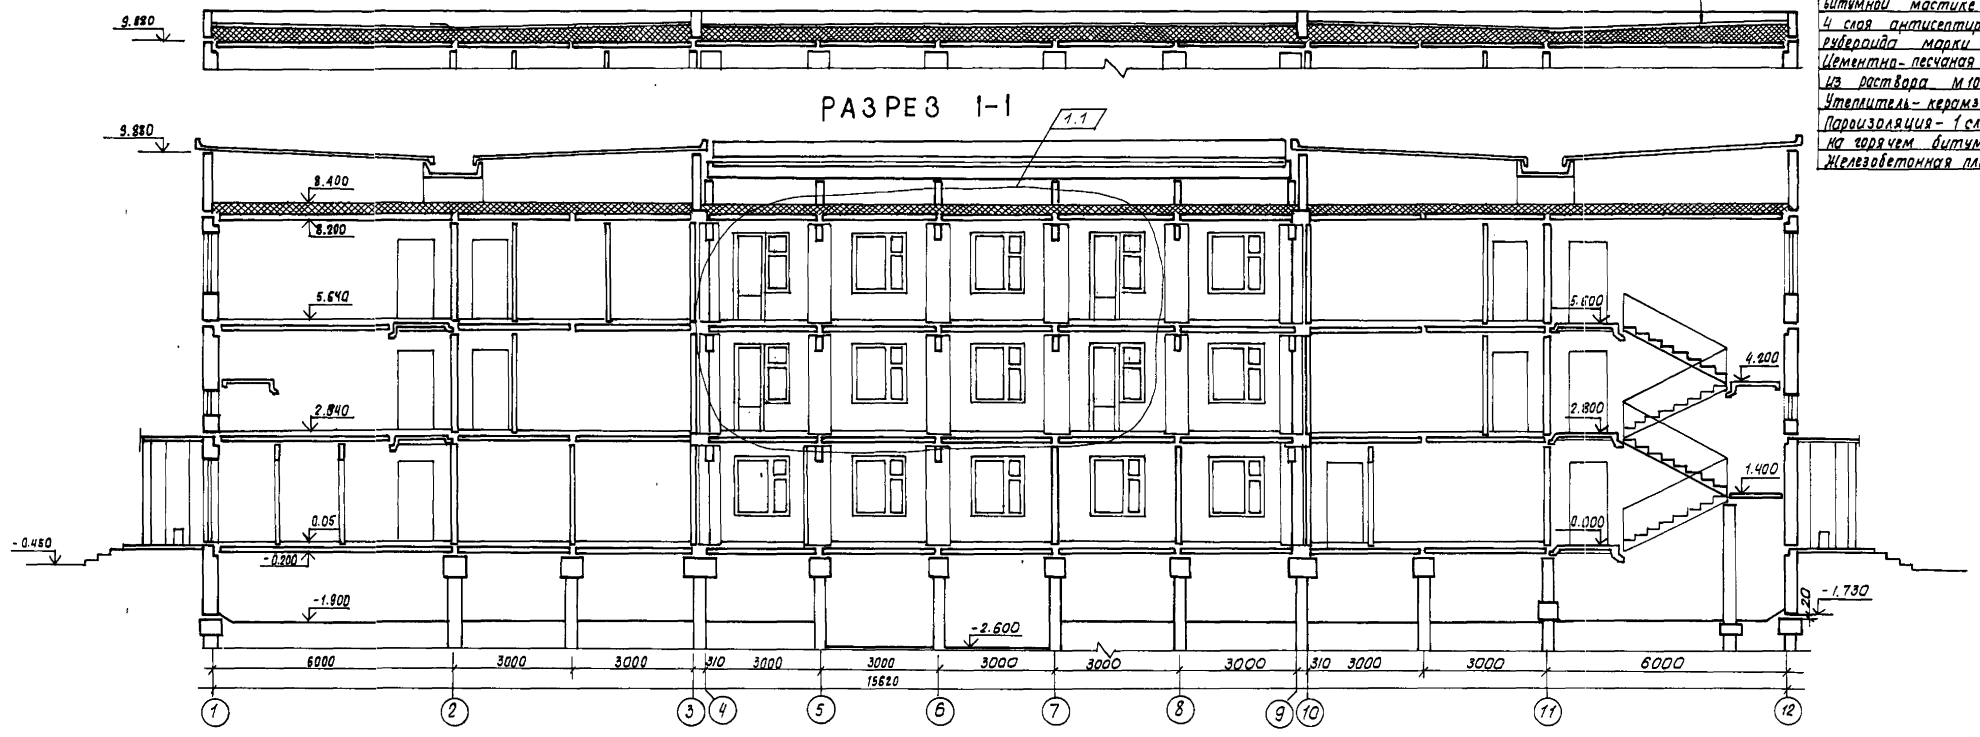 9.880
битумной мастике
4 слоя антисептир
рубероида марки
Цементно-песчаная
из раствора М10
Утеплитель-керамз
Пароизоляция-1 сл
на горячем битум
Железобетонная пл
РАЗРЕЗ 1-1
1.1
9.880
8.400
8.200
5.640
5.600
4.200
2.840
2.800
1.400
0.05
0.000
-0.450
-0.200
-1.900
-2.600
-1.730
20
6000 3000 3000 310 3000 3000 3000 3000 3000 310 3000 3000 6000
15620
1 2 3 4 5 6 7 8 9 10 11 12